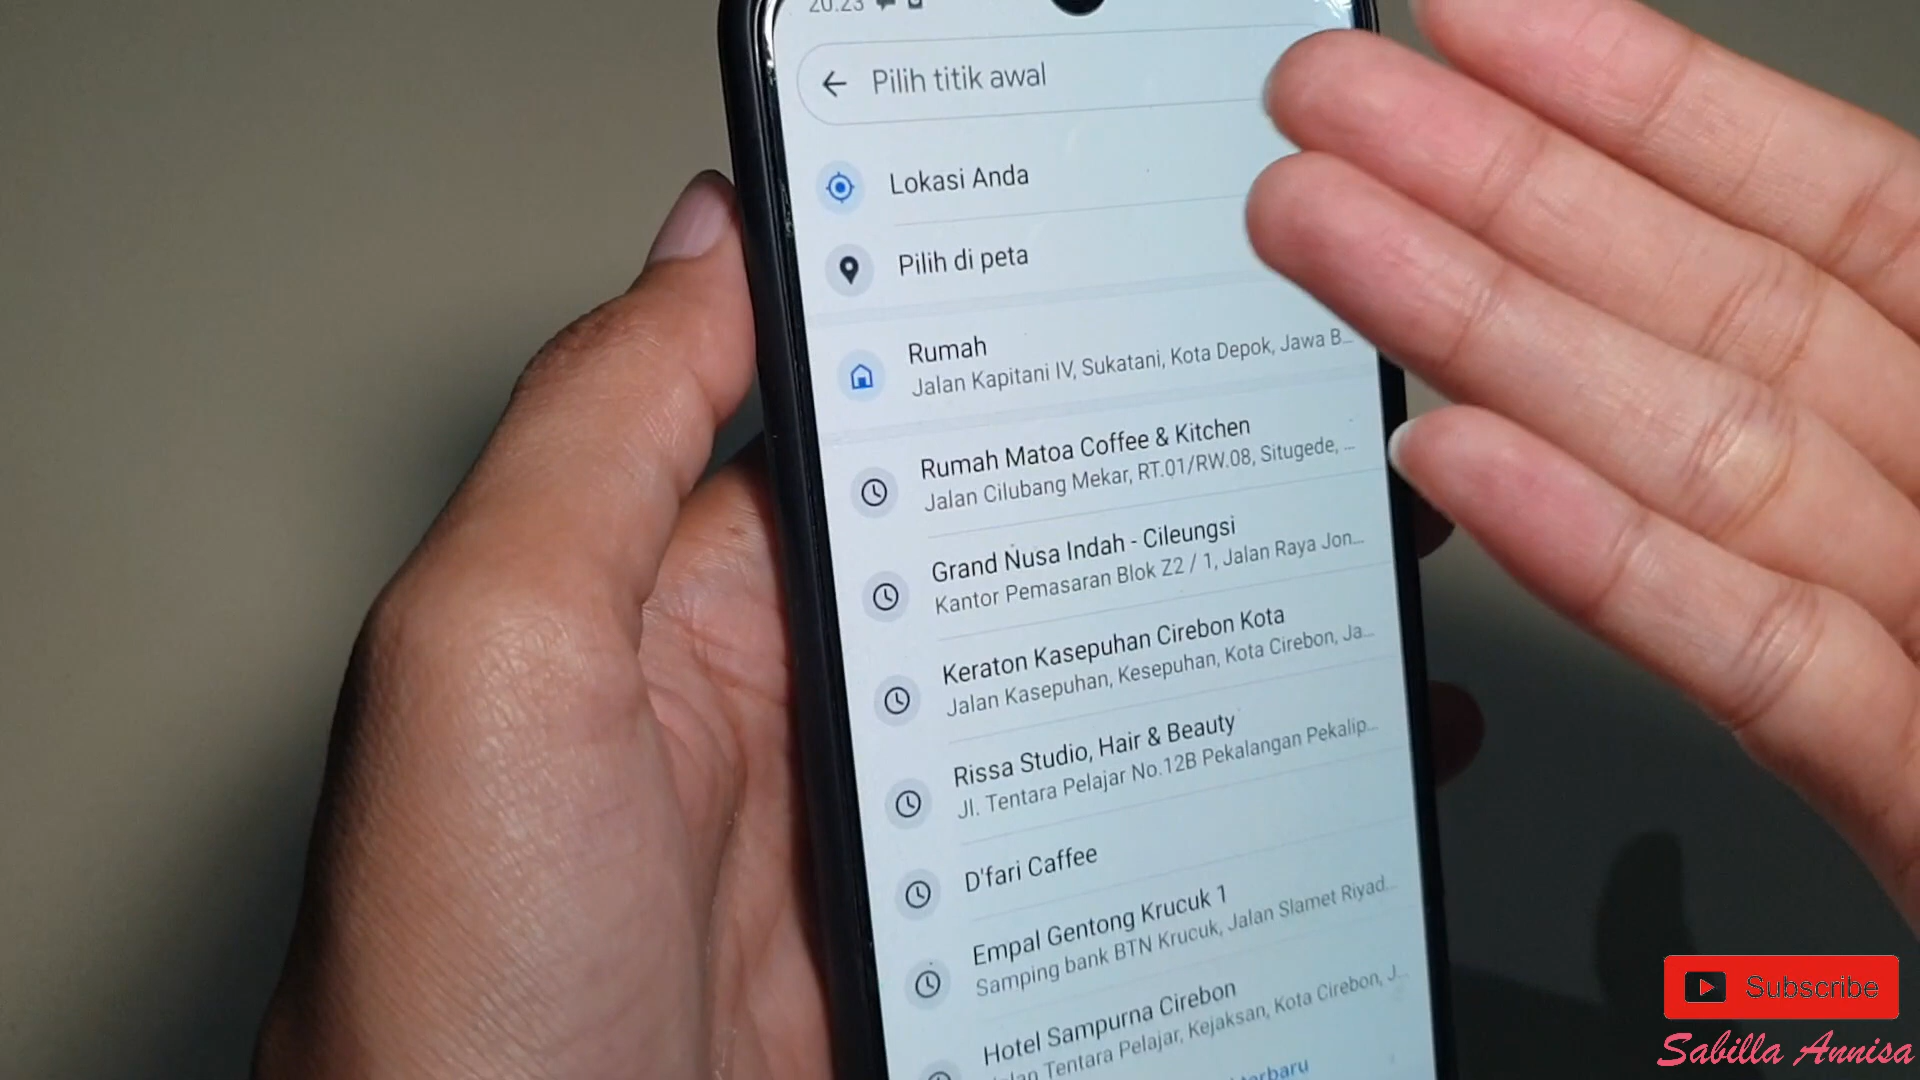 20.23
Pilih titik awal
Lokasi Anda
Pilih di peta
Rumah
Jalan Kapitani IV, Sukatani, Kota Depok, Jawa B...
Rumah Matoa Coffee & Kitchen
Jalan Cilubang Mekar, RT.01/RW.08, Situgede, ...
Grand Nusa Indah - Cileungsi
Kantor Pemasaran Blok Z2 / 1, Jalan Raya Jon...
Keraton Kasepuhan Cirebon Kota
Jalan Kasepuhan, Kesepuhan, Kota Cirebon, Ja...
Rissa Studio, Hair & Beauty
Jl. Tentara Pelajar No.12B Pekalangan Pekalip...
D'fari Caffee
Empal Gentong Krucuk 1
Samping bank BTN Krucuk, Jalan Slamet Riyad...
Hotel Sampurna Cirebon
Tentara Pelajar, Kejaksan, Kota Cirebon, J...
Subscribe
Sabilla Annisa